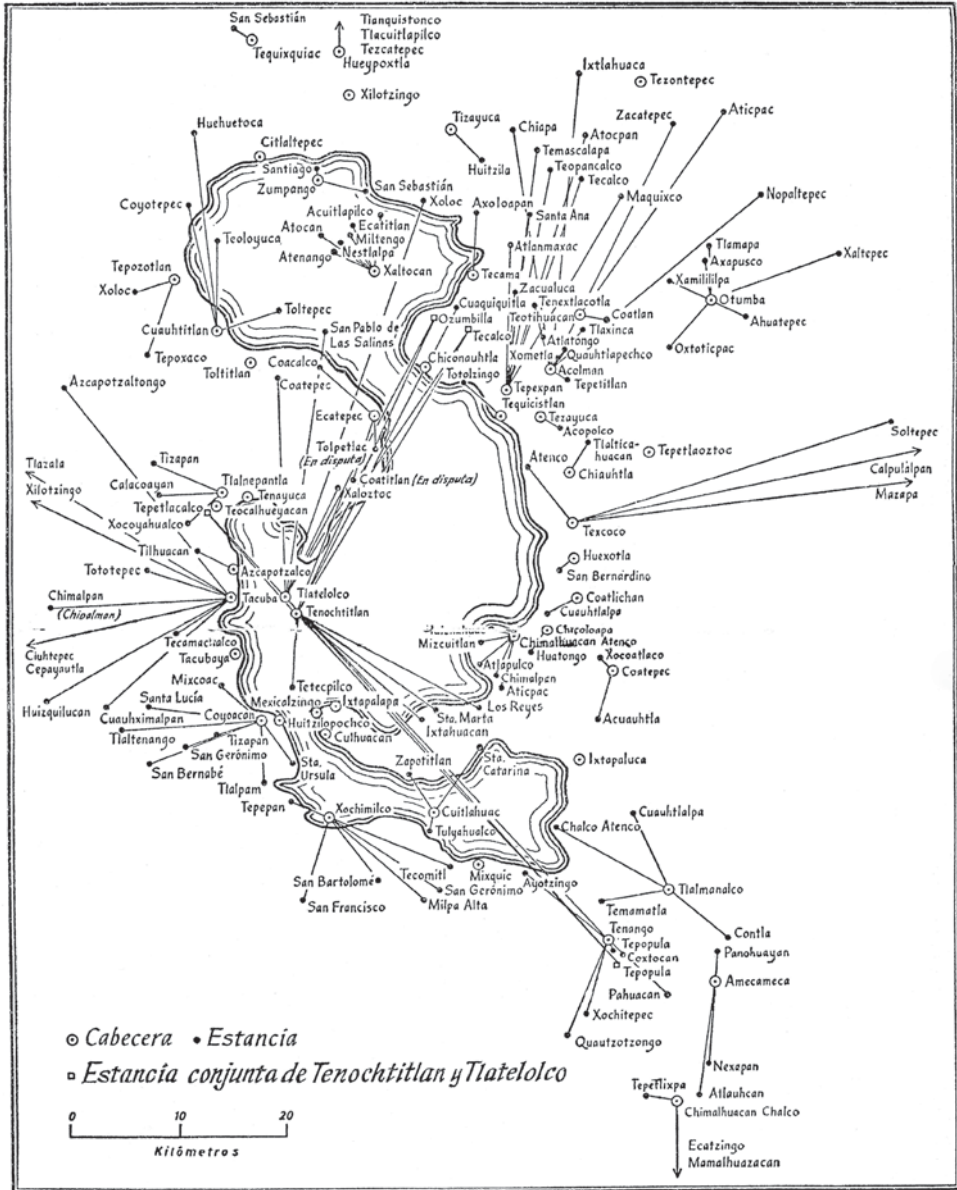 San Sebastián
Tequixquiac
Tianquistonco
Tlacuitlapilco
Tezcatepec
Hueypoxtla
Xilotzingo
Ixtlahuaca
Tezontepec
Huehuetoca
Citlaltepec
Tizayuca
Huitzila
Chiapa
Zacatepec
Aticpac
Atocpan
Temascalapa
Teopancalco
Tecalco
Santiago
Zumpango
San Sebastián
Xoloc
Axoloapan
Maquixco
Nopaltepec
Coyotepec
Acuitlapilco
Ecatitlan
Atocan
Miltengo
Nestlalpa
Atenango
Xaltocan
Santa Ana
Teoloyuca
Atlanmaxac
Tlamapa
Axapusco
Xaltepec
Tepozotlan
Xoloc
Tecama
Zacualuca
Xamililpa
Otumba
Cuaquiquitla
Tenextlacotla
Ahuatepec
Toltepec
Ozumbilla
Teotihuacan
Coatlan
Cuauhtitlan
San Pablo de
Las Salinas
Tecalco
Tlaxinca
Atlatongo
Oxtoticpac
Tepoxaco
Toltitlan
Coacalco
Chiconauhtla
Xometla
Quauhtlapechco
Acolman
Totolzingo
Tepetitlan
Azcapotzaltongo
Coatepec
Tepexpan
Tequicistlan
Ecatepec
Tezayuca
Acopolco
Soltepec
Tolpetlac
(En disputa)
Tlaltica-
huacan
Tepetlaoztoc
Tizapan
Atenco
Chiauhtla
Calpulálpan
Tlazala
Coatitlan (En disputa)
Mazapa
Xilotzingo
Calacoayan
Tlalnepantla
Tenayuca
Xaloztoc
Tepetlacalco
Teocalhueyacan
Xocoyahualco
Texcoco
Tilhuacan
Huexotla
San Bernardino
Tototepec
Azcapotzalco
Chimalpan
(Chipalman)
Tacuba
Tlatelolco
Tenochtitlan
Coatlichan
Cuauhtlalpa
Chicoloapa
Ciuhtepec
Cepayautla
Tecamachalco
Tacubaya
Mizcuitlan
Chimalhuacan Atenco
Huatongo
Xocoatlaco
Coatepec
Atlapulco
Chimalpan
Aticpac
Mixcoac
Tetecpilco
Los Reyes
Huizquilucan
Santa Lucía
Cuauhximalpan
Mexicalzingo
Ixtapalapa
Sta. Marta
Ixtahuacan
Acuauhtla
Coyoacan
Huitzilopochco
Tlaltenango
Culhuacan
Tizapan
San Gerónimo
San Bernabé
Sta.
Ursula
Zapotitlan
Sta.
Catarina
Ixtapaluca
Tlalpam
Tepepan
Xochimilco
Cuitlahuac
Cuauhtlalpa
Tulyahualco
Chalco Atenco
San Bartolomé
Tecomitl
Mixquic
San Gerónimo
Ayotzingo
Tlalmanalco
San Francisco
Milpa Alta
Temamatla
Tenango
Contla
Tepopula
Coxtocan
Tepopula
Panohuayan
Amecameca
Pahuacan
Xochitepec
Quautzotzongo
Nexapan
Cabecera
Estancia
Estancía conjunta de Tenochtitlan y Tlatelolco
Tepetlixpa
Atlauhcan
Chimalhuacan Chalco
0 10 20
Kilómetros
Ecatzingo
Mamalhuazacan